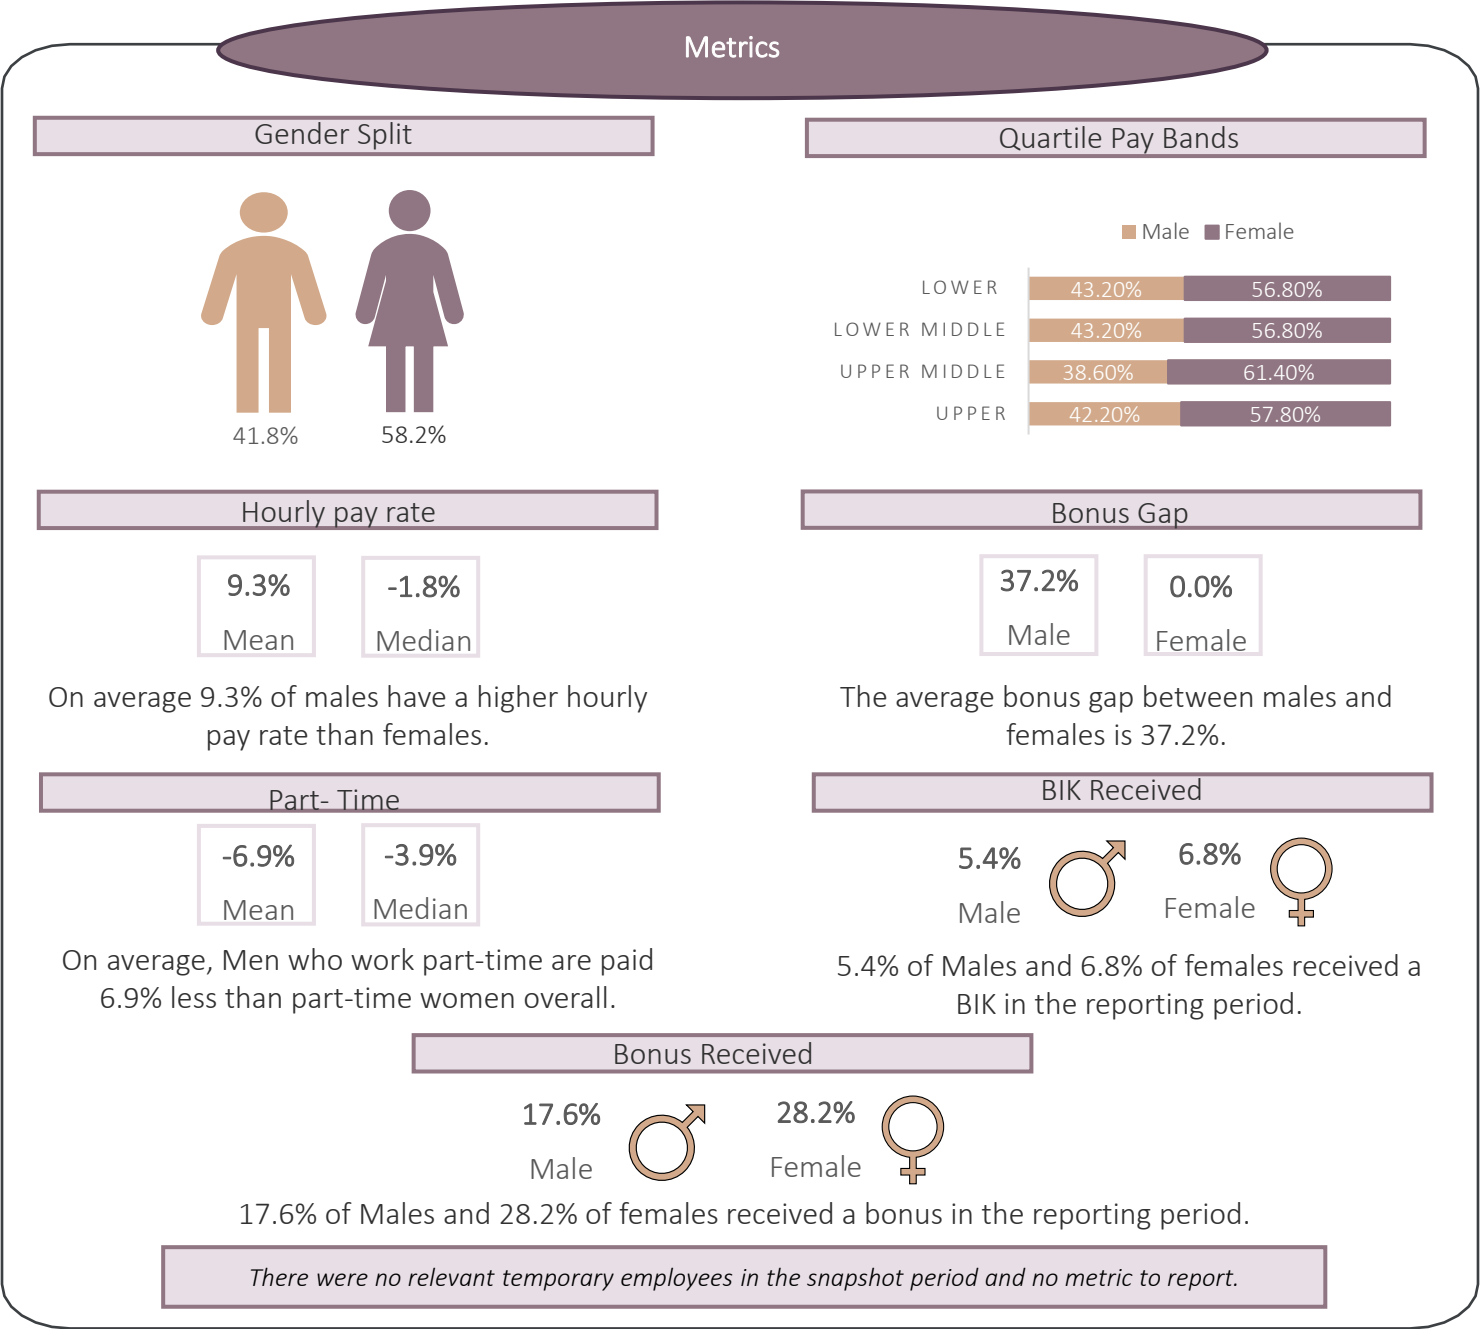 Metrics
Gender Split
41.8%
58.2%
Quartile Pay Bands
Male Female
LOWER 43.20% 56.80%
LOWER MIDDLE 43.20% 56.80%
UPPER MIDDLE 38.60% 61.40%
UPPER 42.20% 57.80%
Hourly pay rate
9.3% -1.8%
Mean Median
On average 9.3% of males have a higher hourly
pay rate than females.
Bonus Gap
37.2% 0.0%
Male Female
The average bonus gap between males and
females is 37.2%.
Part- Time
-6.9% -3.9%
Mean Median
On average, Men who work part-time are paid
6.9% less than part-time women overall.
BIK Received
5.4% 6.8%
Male Female
5.4% of Males and 6.8% of females received a
BIK in the reporting period.
Bonus Received
17.6% 28.2%
Male Female
17.6% of Males and 28.2% of females received a bonus in the reporting period.
There were no relevant temporary employees in the snapshot period and no metric to report.